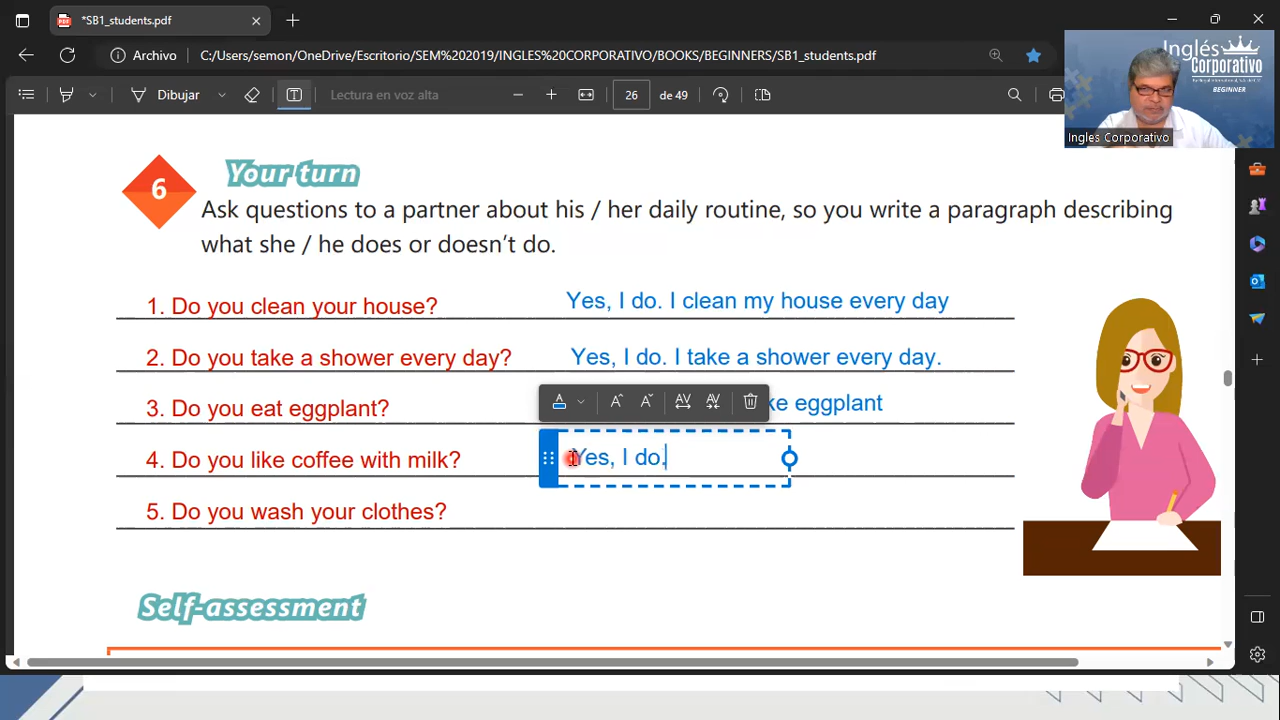 *SB1_students.pdf
Archivo C:/Users/semon/OneDrive/Escritorio/SEM%202019/INGLES%20CORPORATIVO/BOOKS/BEGINNERS/SB1_students.pdf
Dibujar Lectura en voz alta 26 de 49
Inglés
Corporativo
BEGINNER
Ingles Corporativo
6 Your turn
Ask questions to a partner about his / her daily routine, so you write a paragraph describing
what she / he does or doesn't do.
1. Do you clean your house? Yes, I do. I clean my house every day
2. Do you take a shower every day? Yes, I do. I take a shower every day.
3. Do you eat eggplant? ke eggplant
4. Do you like coffee with milk? Yes, I do.
5. Do you wash your clothes?
Self-assessment